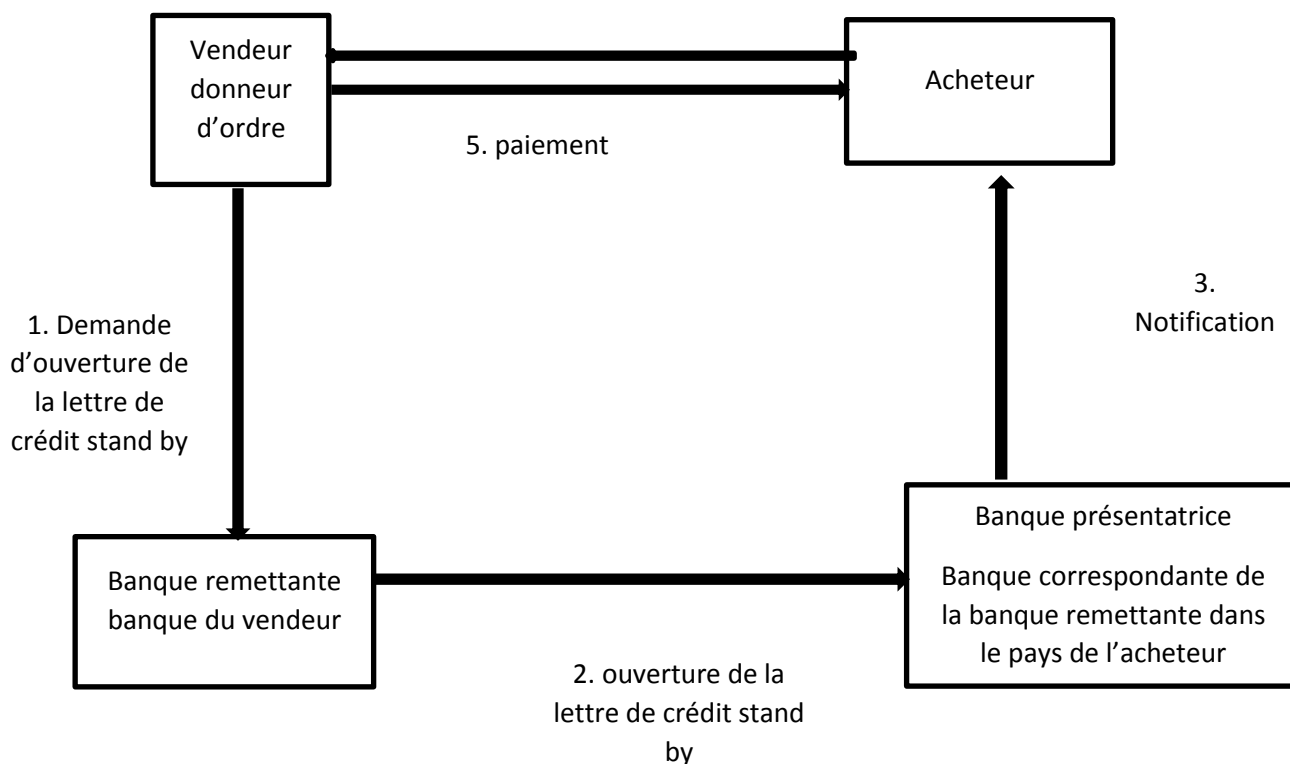 Vendeur
donneur
d’ordre
Acheteur
5. paiement
3.
Notification
1. Demande
d’ouverture de
la lettre de
crédit stand by
Banque remettante
banque du vendeur
Banque présentatrice
Banque correspondante de
la banque remettante dans
le pays de l’acheteur
2. ouverture de la
lettre de crédit stand
by